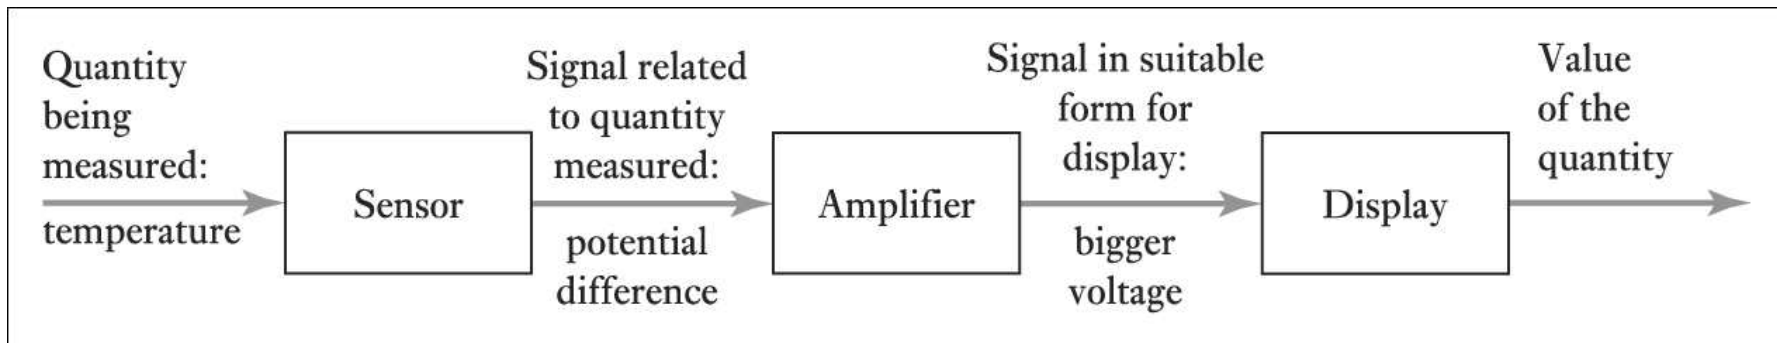 Quantity
being
measured:
temperature
Sensor
Signal related
to quantity
measured:
potential
difference
Amplifier
Signal in suitable
form for
display:
bigger
voltage
Display
Value
of the
quantity